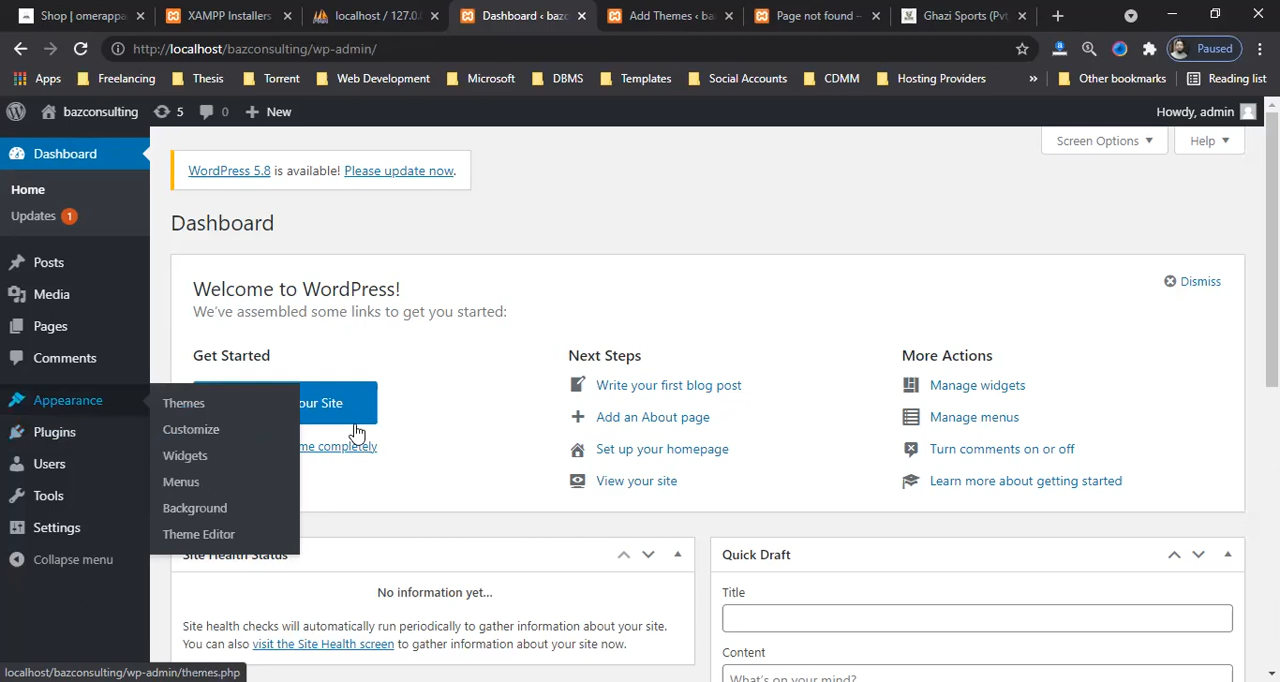 Shop | omerappa
XAMPP Installers
localhost / 127.0.
Dashboard ‹ baz
Add Themes ‹ ba
Page not found –
Ghazi Sports (Pvt
http://localhost/bazconsulting/wp-admin/
Paused
Apps
Freelancing
Thesis
Torrent
Web Development
Microsoft
DBMS
Templates
Social Accounts
CDMM
Hosting Providers
»
Other bookmarks
Reading list
bazconsulting
5
0
New
Howdy, admin
Dashboard
Home
Updates 1
Posts
Media
Pages
Comments
Appearance
Plugins
Users
Tools
Settings
Collapse menu
Themes
Customize
Widgets
Menus
Background
Theme Editor
Screen Options
Help
WordPress 5.8 is available! Please update now.
Dashboard
Welcome to WordPress!
We've assembled some links to get you started:
Dismiss
Get Started
our Site
me completely
Next Steps
Write your first blog post
Add an About page
Set up your homepage
View your site
More Actions
Manage widgets
Manage menus
Turn comments on or off
Learn more about getting started
Site Health Status
No information yet...
Site health checks will automatically run periodically to gather information about your site.
You can also visit the Site Health screen to gather information about your site now.
Quick Draft
Title
Content
What's on your mind?
localhost/bazconsulting/wp-admin/themes.php